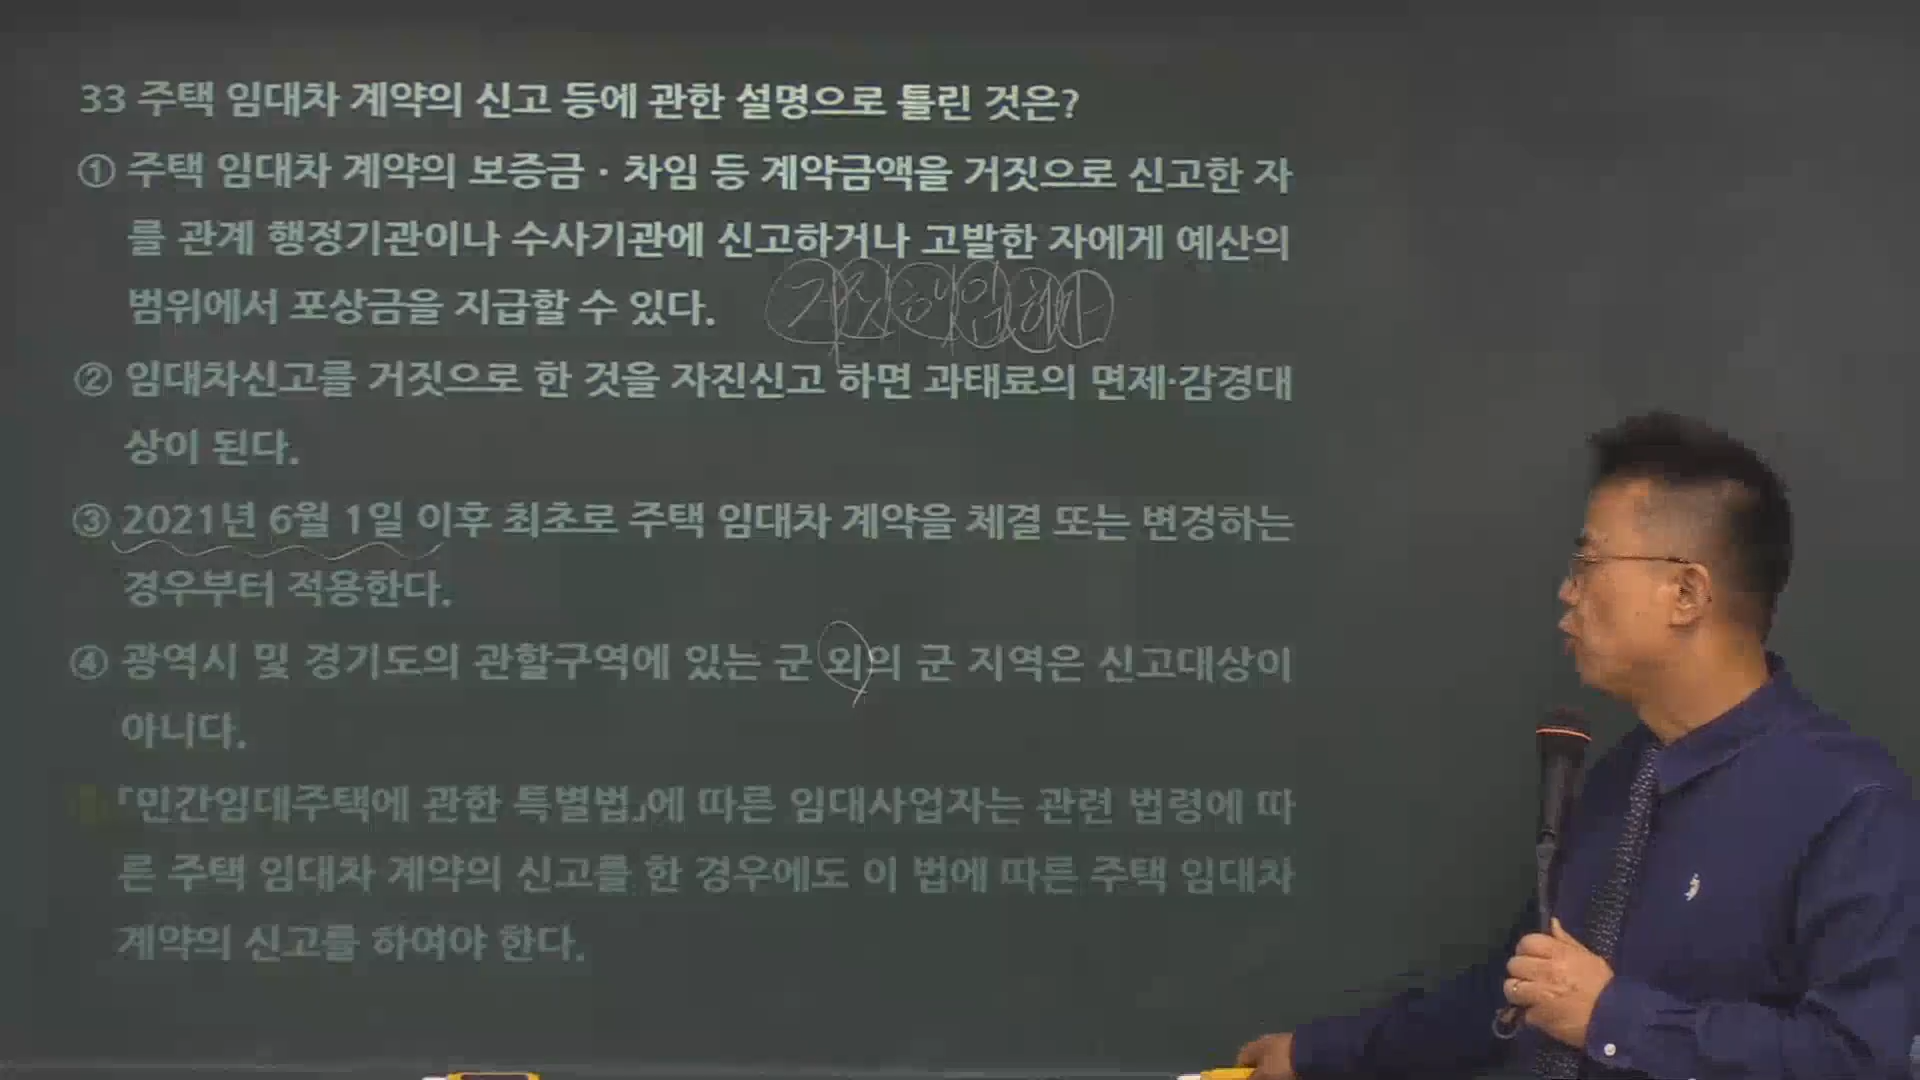 33 주택 임대차 계약의 신고 등에 관한 설명으로 틀린 것은?
① 주택 임대차 계약의 보증금·차임 등 계약금액을 거짓으로 신고한 자
를 관계 행정기관이나 수사기관에 신고하거나 고발한 자에게 예산의
범위에서 포상금을 지급할 수 있다.
② 임대차신고를 거짓으로 한 것을 자진신고 하면 과태료의 면제·감경대
상이 된다.
③ 2021년 6월 1일 이후 최초로 주택 임대차 계약을 체결 또는 변경하는
경우부터 적용한다.
④ 광역시 및 경기도의 관할구역에 있는 군 외의 군 지역은 신고대상이
아니다.
「민간임대주택에 관한 특별법」에 따른 임대사업자는 관련 법령에 따
른 주택 임대차 계약의 신고를 한 경우에도 이 법에 따른 주택 임대차
계약의 신고를 하여야 한다.